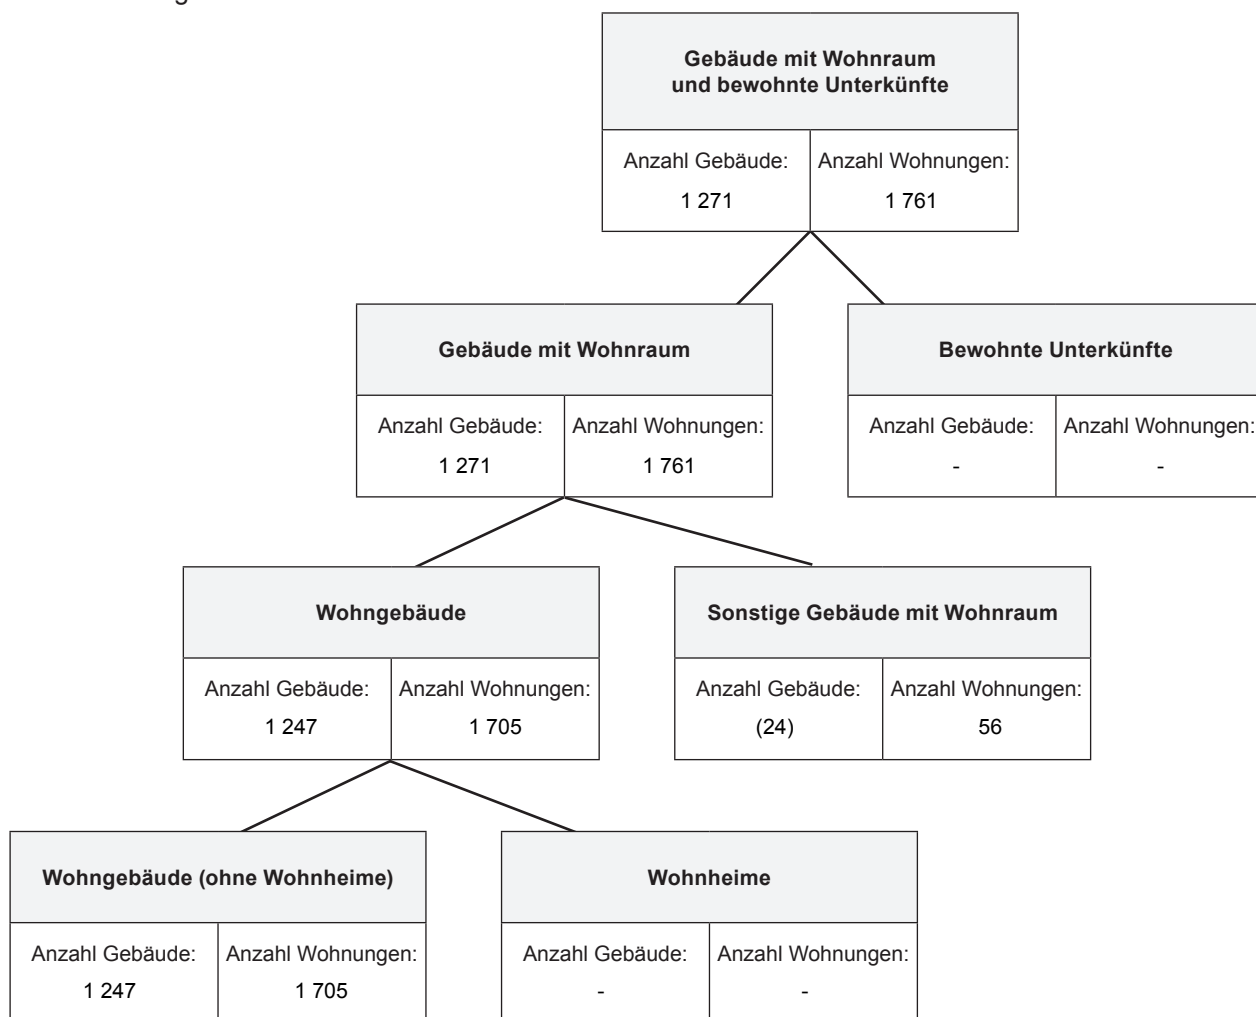 Gebäude mit Wohnraum
und bewohnte Unterkünfte
Anzahl Gebäude: Anzahl Wohnungen:
1 271 1 761
Gebäude mit Wohnraum Bewohnte Unterkünfte
Anzahl Gebäude: Anzahl Wohnungen: Anzahl Gebäude: Anzahl Wohnungen:
1 271 1 761 - -
Wohngebäude Sonstige Gebäude mit Wohnraum
Anzahl Gebäude: Anzahl Wohnungen: Anzahl Gebäude: Anzahl Wohnungen:
1 247 1 705 (24) 56
Wohngebäude (ohne Wohnheime) Wohnheime
Anzahl Gebäude: Anzahl Wohnungen: Anzahl Gebäude: Anzahl Wohnungen:
1 247 1 705 - -